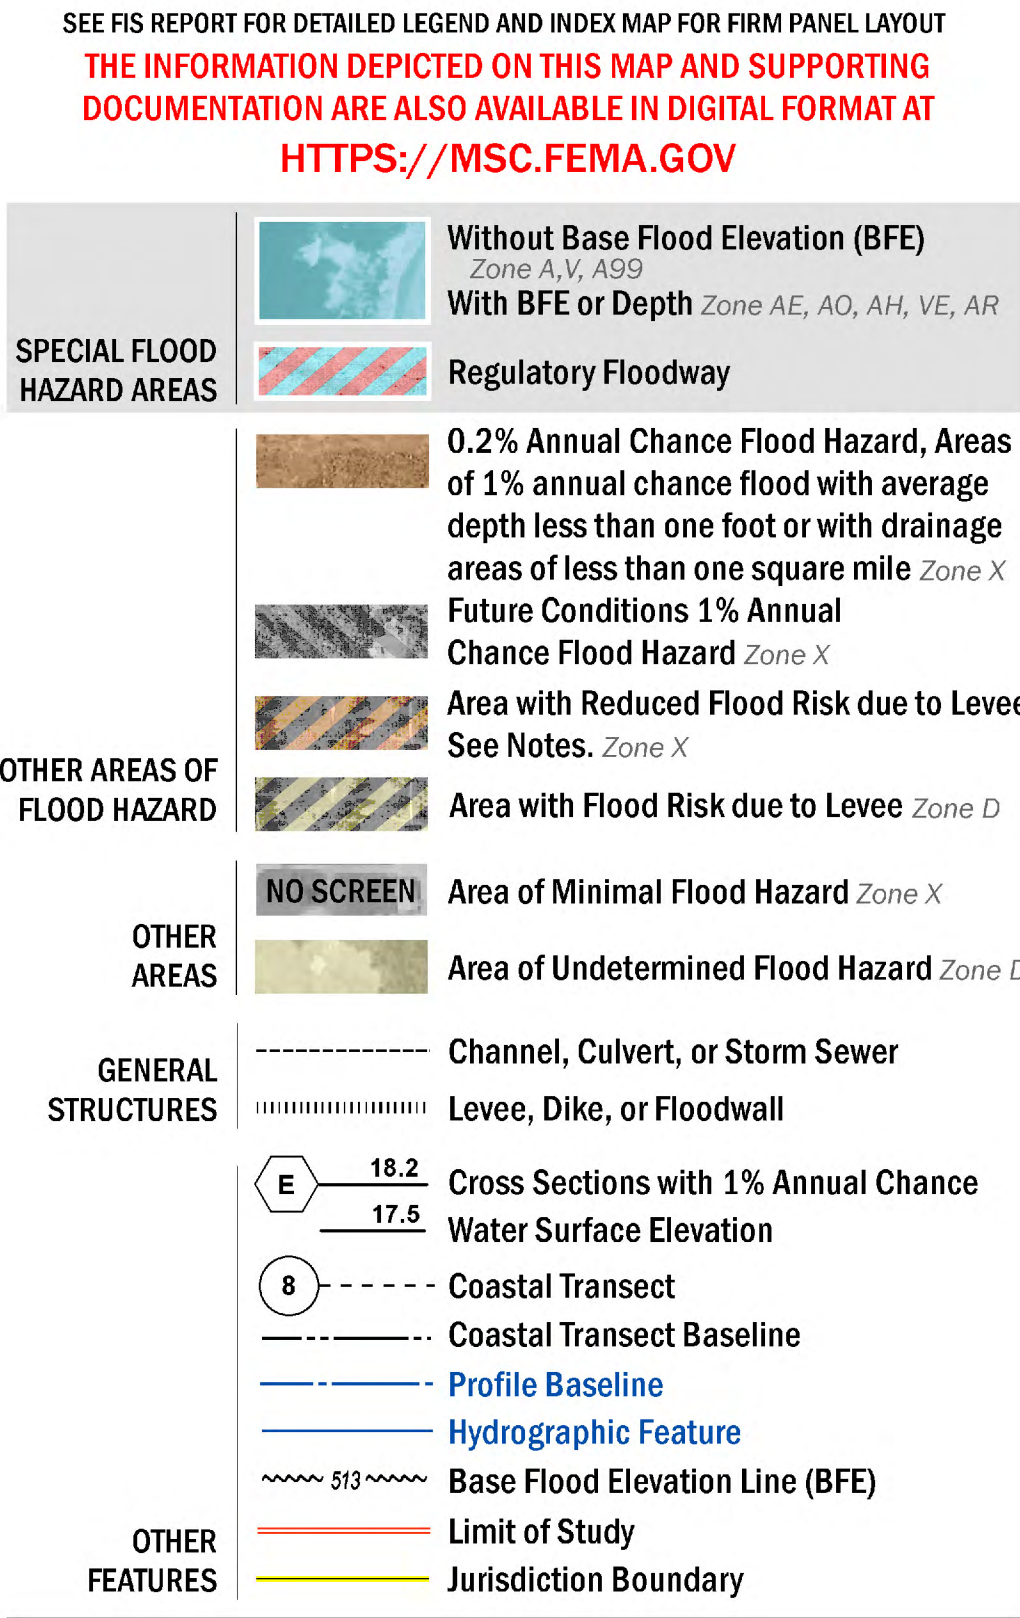 SEE FIS REPORT FOR DETAILED LEGEND AND INDEX MAP FOR FIRM PANEL LAYOUT
THE INFORMATION DEPICTED ON THIS MAP AND SUPPORTING
DOCUMENTATION ARE ALSO AVAILABLE IN DIGITAL FORMAT AT
HTTPS://MSC.FEMA.GOV
SPECIAL FLOOD
HAZARD AREAS
Without Base Flood Elevation (BFE)
Zone A,V, A99
With BFE or Depth Zone AE, AO, AH, VE, AR
Regulatory Floodway
OTHER AREAS OF
FLOOD HAZARD
0.2% Annual Chance Flood Hazard, Areas
of 1% annual chance flood with average
depth less than one foot or with drainage
areas of less than one square mile Zone X
Future Conditions 1% Annual
Chance Flood Hazard Zone X
Area with Reduced Flood Risk due to Levee
See Notes. Zone X
Area with Flood Risk due to Levee Zone D
OTHER
AREAS
NO SCREEN Area of Minimal Flood Hazard Zone X
Area of Undetermined Flood Hazard Zone D
GENERAL
STRUCTURES
Channel, Culvert, or Storm Sewer
Levee, Dike, or Floodwall
OTHER
FEATURES
E 18.2 Cross Sections with 1% Annual Chance
17.5 Water Surface Elevation
8 Coastal Transect
Coastal Transect Baseline
Profile Baseline
Hydrographic Feature
513 Base Flood Elevation Line (BFE)
Limit of Study
Jurisdiction Boundary